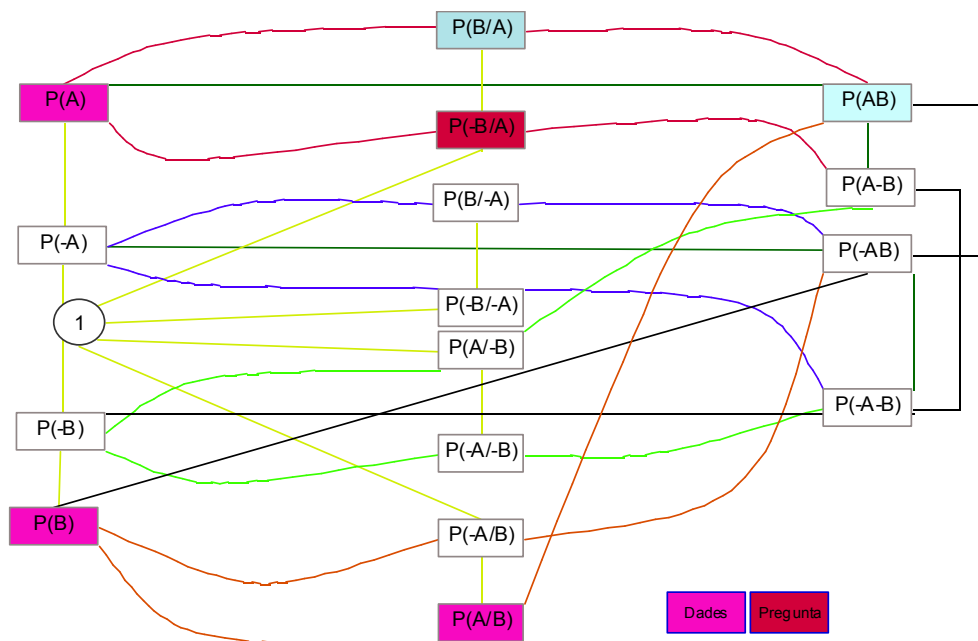 P(B/A)
P(A)
P(AB)
P(-B/A)
P(A-B)
P(B/-A)
P(-A)
P(-AB)
P(-B/-A)
1
P(A/-B)
P(-A-B)
P(-B)
P(-A/-B)
P(B)
P(-A/B)
P(A/B)
Dades
Pregunta